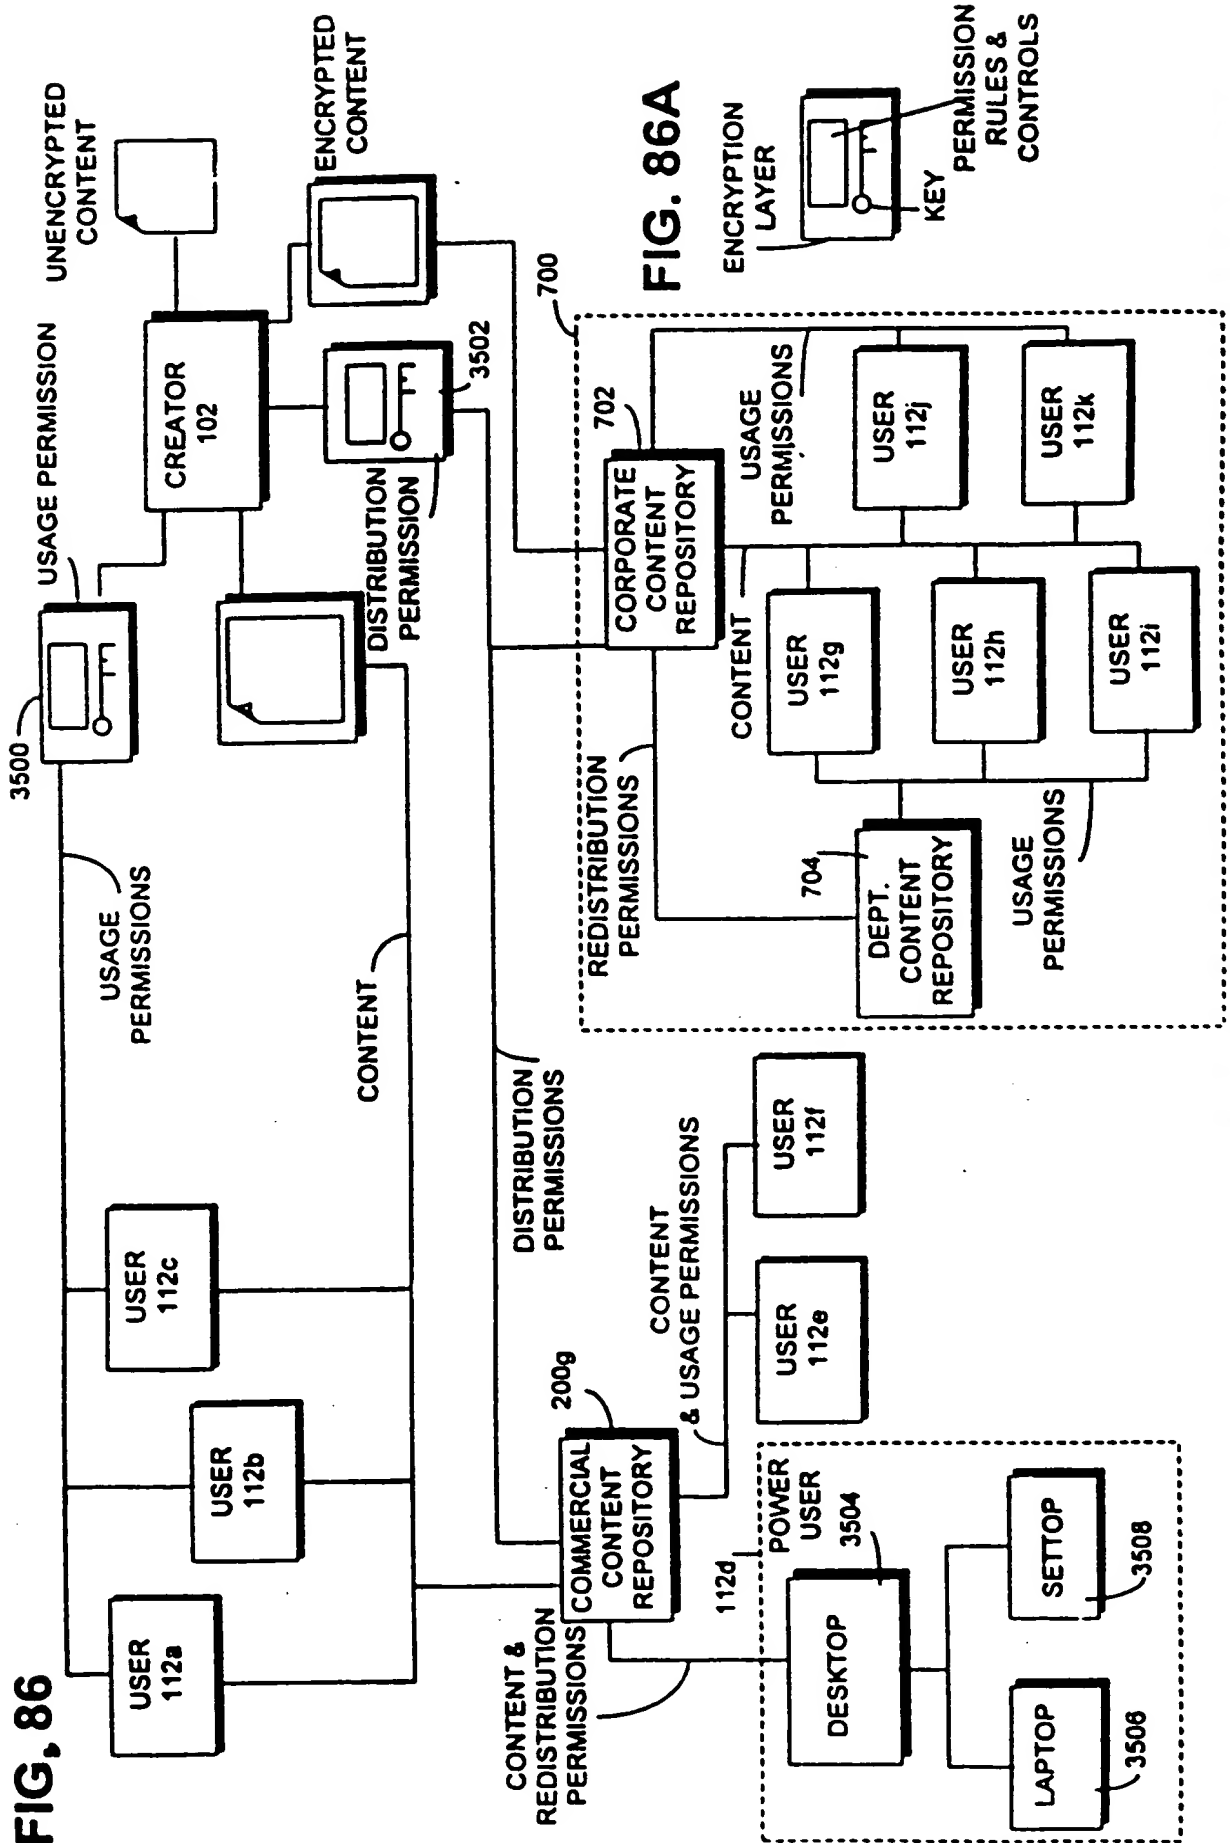 FIG. 86
USER
112a
USER
112b
USER
112c
USAGE
PERMISSIONS
3500
USAGE PERMISSION
CREATOR
102
UNENCRYPTED
CONTENT
ENCRYPTED
CONTENT
CONTENT
DISTRIBUTION
PERMISSION
3502
DISTRIBUTION
PERMISSIONS
CONTENT &
REDISTRIBUTION
PERMISSIONS
COMMERCIAL
CONTENT
REPOSITORY
200g
CONTENT
& USAGE PERMISSIONS
USER
112e
USER
112f
112d
POWER
USER
DESKTOP
3504
LAPTOP
3506
SETTOP
3508
700
REDISTRIBUTION
PERMISSIONS
CORPORATE
CONTENT
REPOSITORY
702
704
DEPT.
CONTENT
REPOSITORY
CONTENT
USAGE
PERMISSIONS
USER
112g
USER
112h
USER
112i
USER
112j
USER
112k
USAGE
PERMISSIONS
FIG. 86A
ENCRYPTION
LAYER
KEY
PERMISSION
RULES &
CONTROLS